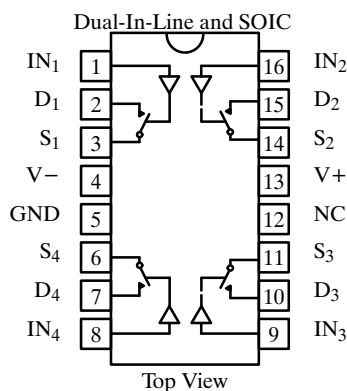 Dual-In-Line and SOIC
IN1 1 16 IN2
D1 2 15 D2
S1 3 14 S2
V− 4 13 V+
GND 5 12 NC
S4 6 11 S3
D4 7 10 D3
IN4 8 9 IN3
Top View